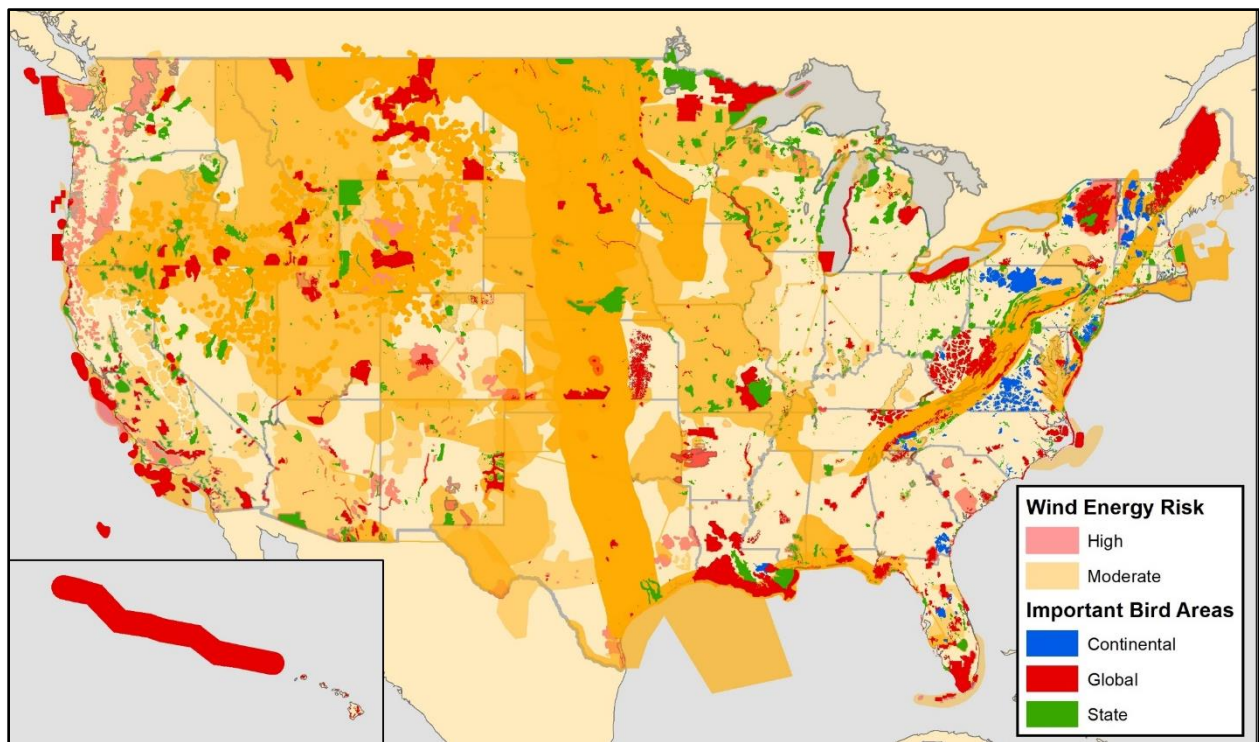 Wind Energy Risk
High
Moderate
Important Bird Areas
Continental
Global
State